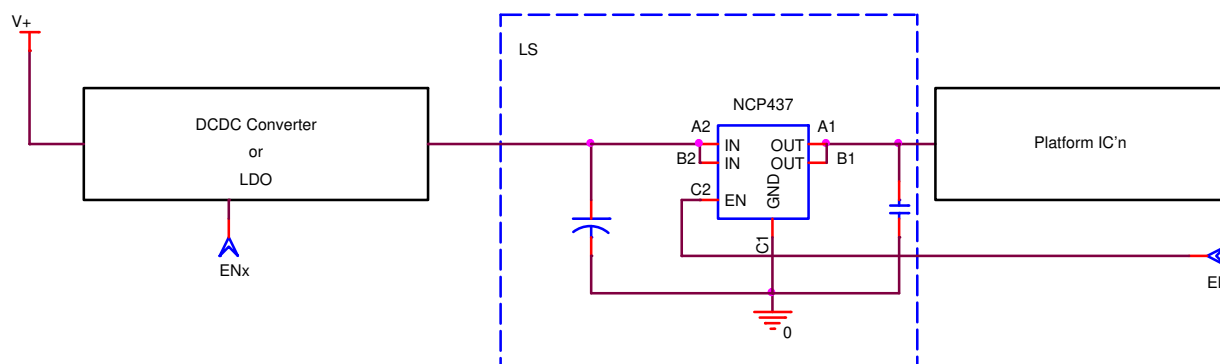 V+
LS
NCP437
DCDC Converter
or
LDO
A2
A1
IN
OUT
Platform IC'n
B2
IN
OUT
B1
C2
EN
GND
C1
ENx
0